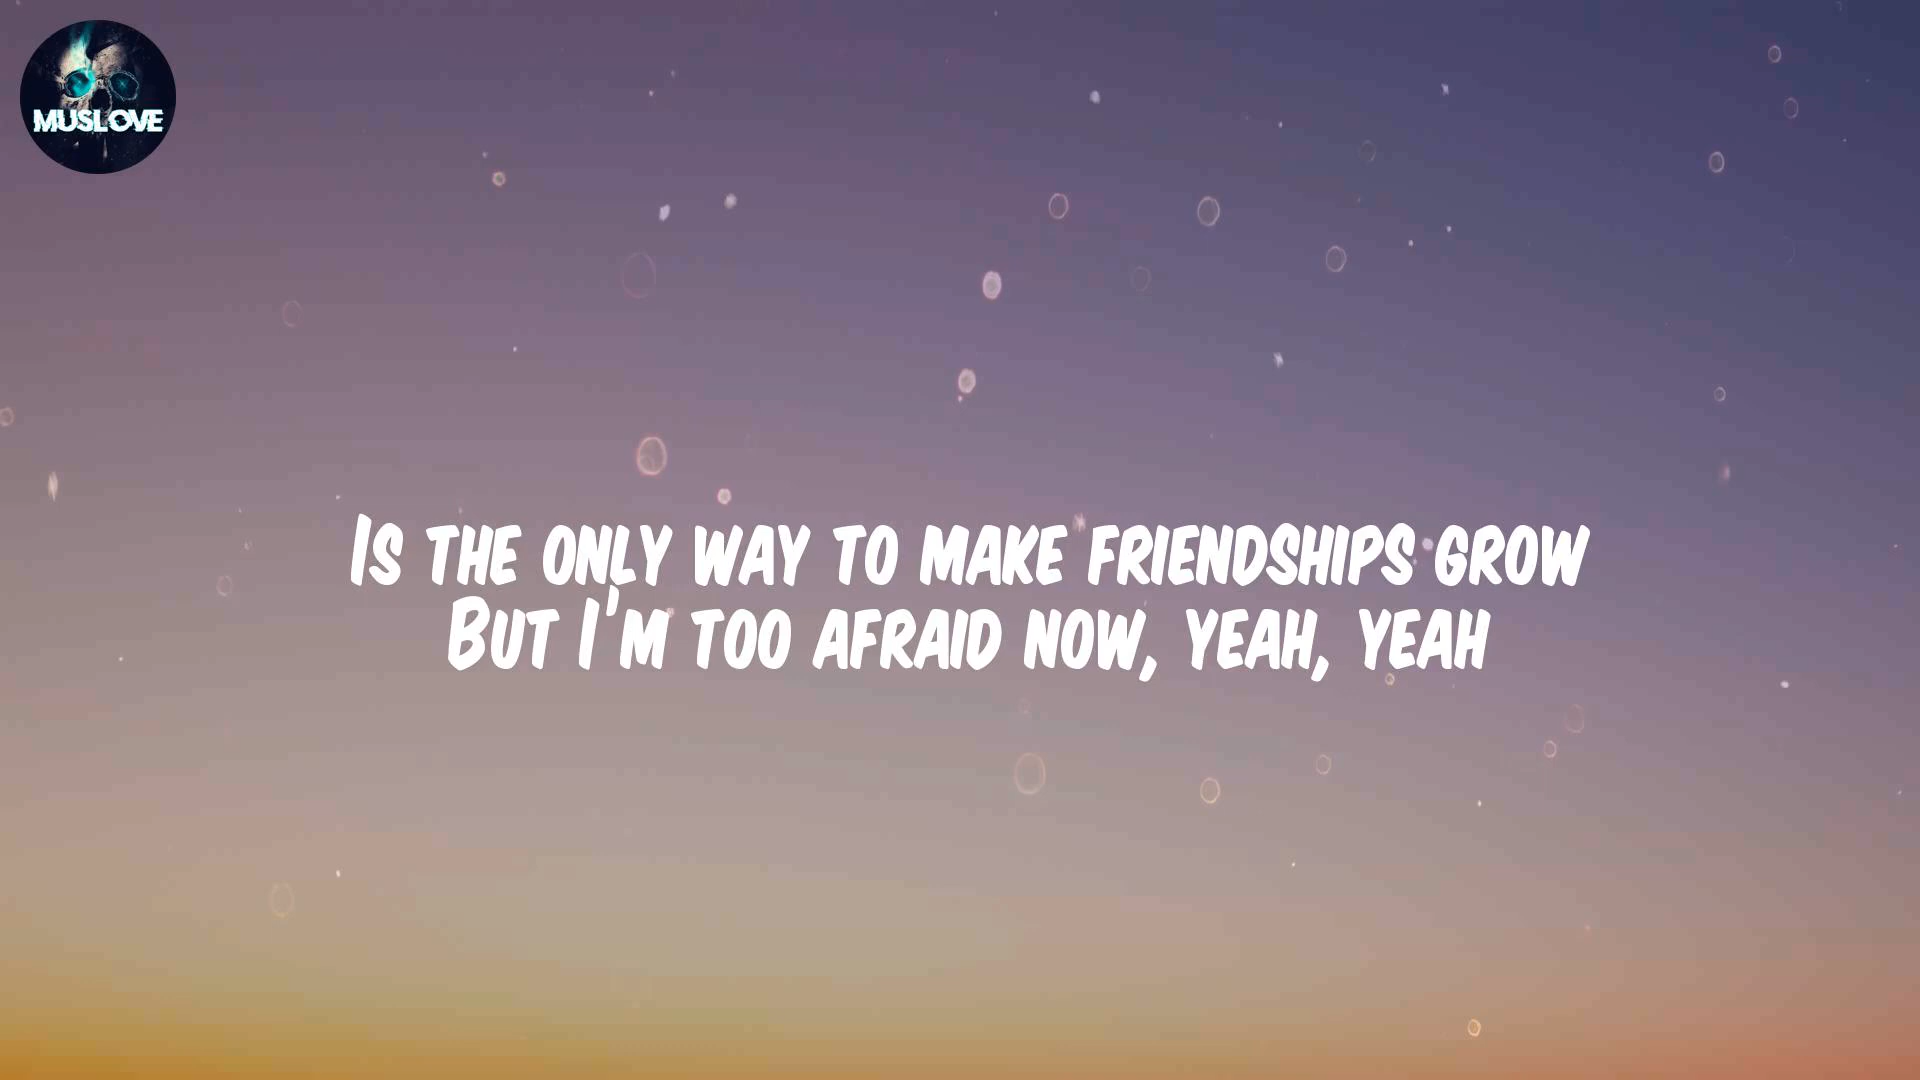 MUSLOVE
Is the only way to make friendships grow
But I'm too afraid now, yeah, yeah